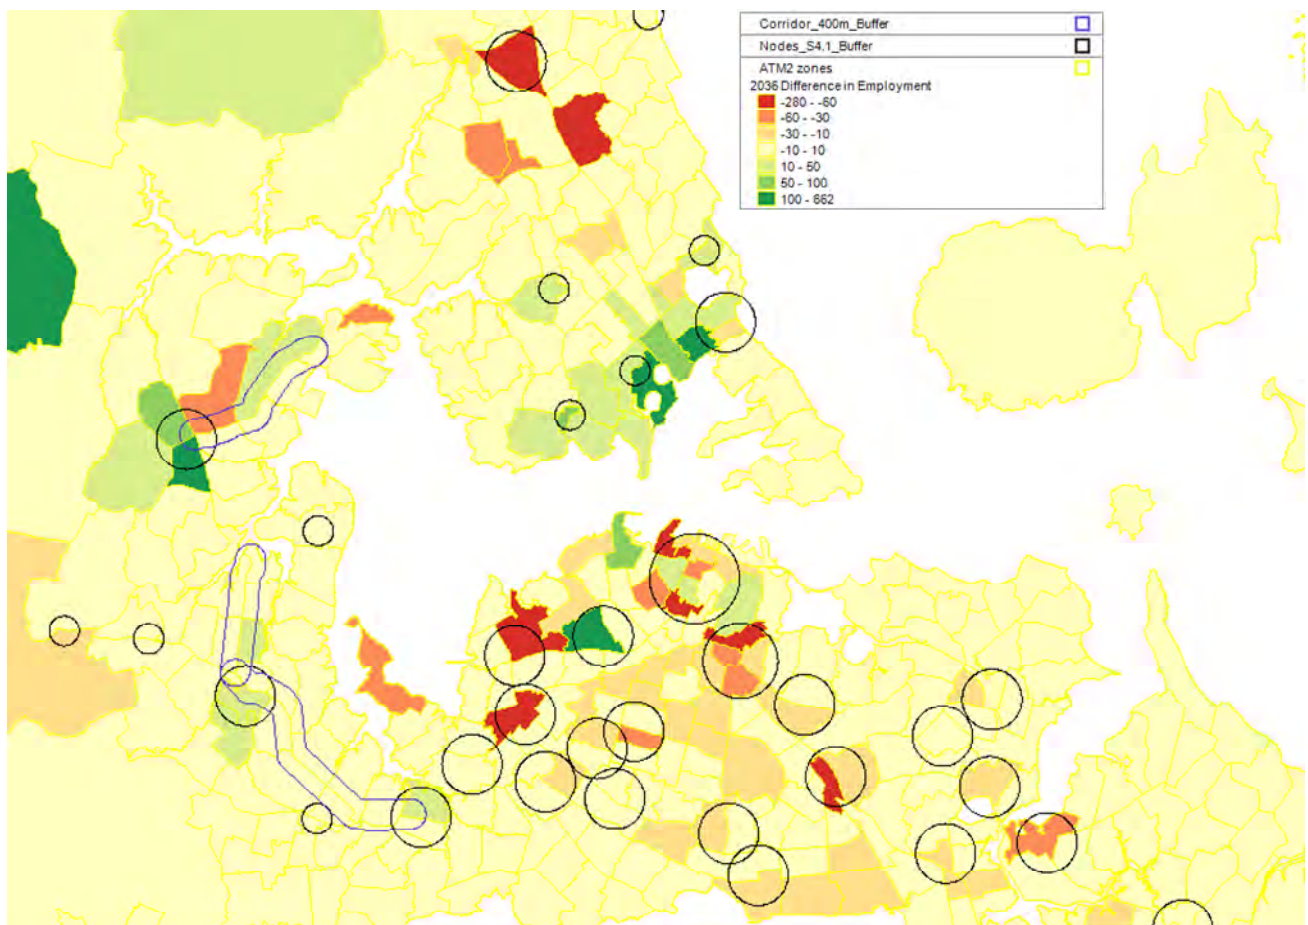 Corridor_400m_Buffer
Nodes_S4.1_Buffer
ATM2 zones
2036 Difference in Employment
-280 - -60
-60 - -30
-30 - -10
-10 - 10
10 - 50
50 - 100
100 - 662